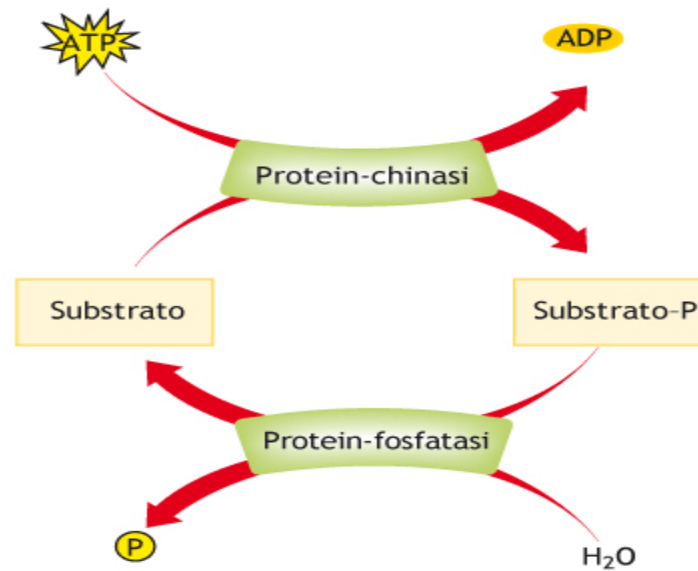 ATP
ADP
Protein-chinasi
Substrato
Substrato-P
Protein-fosfatasi
P
H₂O